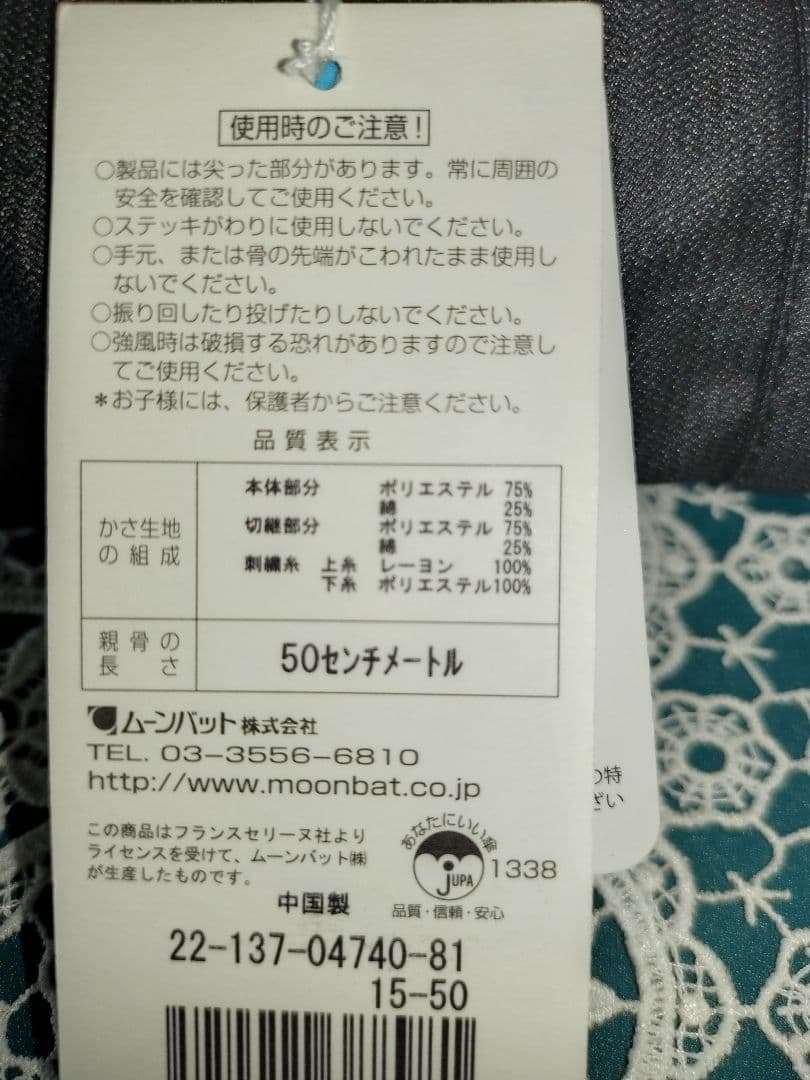 使用時のご注意！
○製品には尖った部分があります。常に周囲の
安全を確認してご使用ください。
○ステッキがわりに使用しないでください。
○手元、または骨の先端がこわれたまま使用し
ないでください。
○振り回したり投げたりしないでください。
○強風時は破損する恐れがありますので注意し
てご使用ください。
＊お子様には、保護者からご注意ください。
品質表示
かさ生地
の組成
本体部分 ポリエステル 75%
綿 25%
切継部分 ポリエステル 75%
綿 25%
刺繍糸 上糸 レーヨン 100%
下糸 ポリエステル100%
親骨の
長さ
50センチメートル
ムーンバット株式会社
TEL. 03-3556-6810
http://www.moonbat.co.jp
この商品はフランスセリーヌ社より
ライセンスを受けて、ムーンバット㈱
が生産したものです。
あなたにいい傘
JUPA
1338
品質・信頼・安心
中国製
22-137-04740-81
15-50
の特
ざい